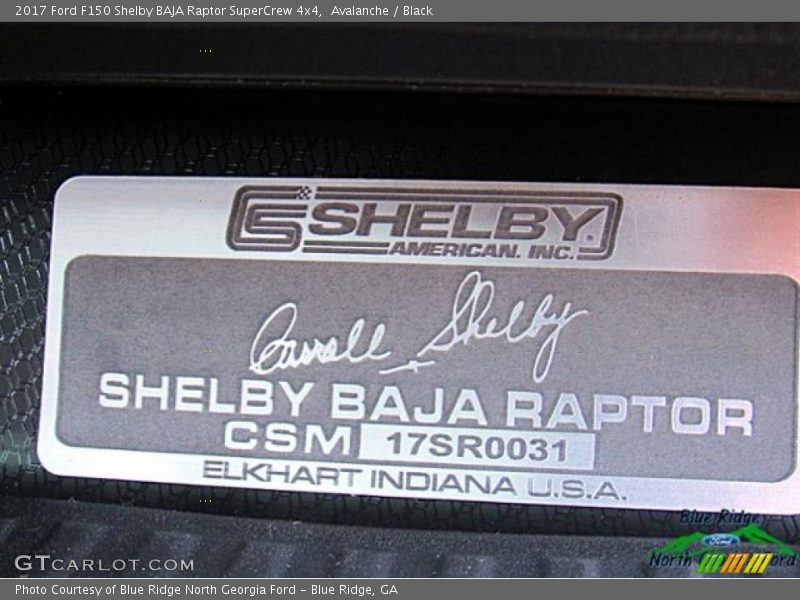 2017 Ford F150 Shelby BAJA Raptor SuperCrew 4x4,  Avalanche / Black
SHELBY®
AMERICAN. INC.
Carroll Shelby
SHELBY BAJA RAPTOR
CSM 17SR0031
ELKHART INDIANA U.S.A.
Blue Ridge
Ford
North Ford
GTCARLOT.COM
Photo Courtesy of Blue Ridge North Georgia Ford – Blue Ridge, GA